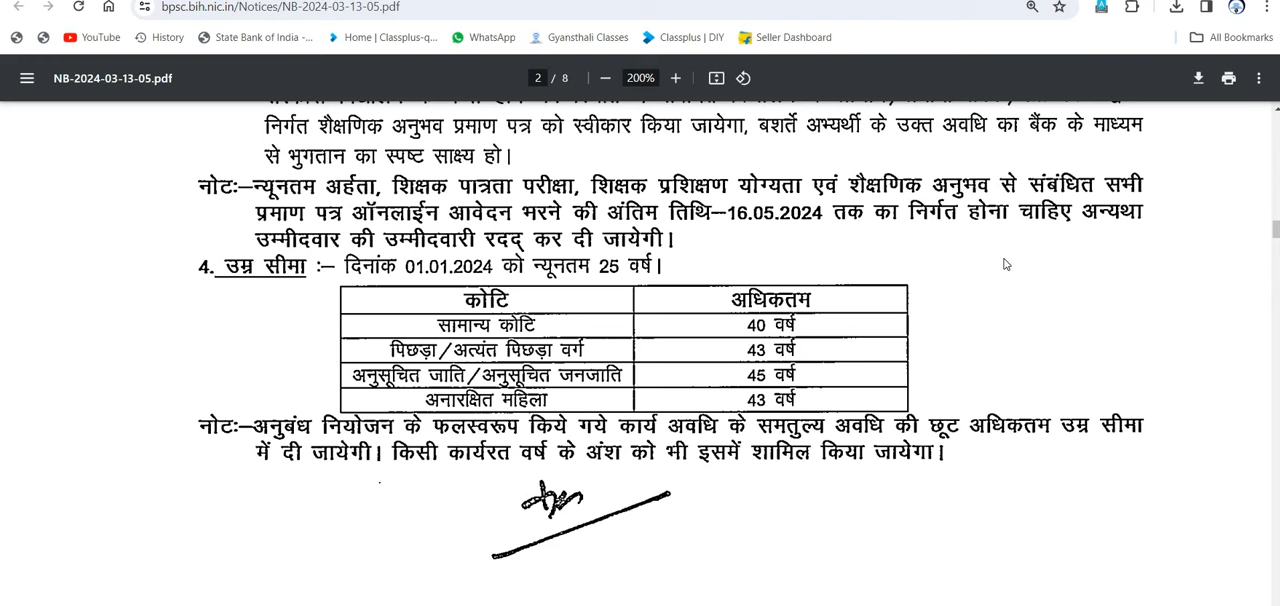 bpsc.bih.nic.in/Notices/NB-2024-03-13-05.pdf
YouTube History State Bank of India -... Home | Classplus-q... WhatsApp Gyansthali Classes Classplus | DIY Seller Dashboard All Bookmarks
NB-2024-03-13-05.pdf 2 / 8 − 200% +
निर्गत शैक्षणिक अनुभव प्रमाण पत्र को स्वीकार किया जायेगा, बशर्ते अभ्यर्थी के उक्त अवधि का बैंक के माध्यम
से भुगतान का स्पष्ट साक्ष्य हो।
नोटः–न्यूनतम अर्हता, शिक्षक पात्रता परीक्षा, शिक्षक प्रशिक्षण योग्यता एवं शैक्षणिक अनुभव से संबंधित सभी
प्रमाण पत्र ऑनलाईन आवेदन भरने की अंतिम तिथि–16.05.2024 तक का निर्गत होना चाहिए अन्यथा
उम्मीदवार की उम्मीदवारी रदद् कर दी जायेगी।
4. उम्र सीमा :– दिनांक 01.01.2024 को न्यूनतम 25 वर्ष।
कोटि अधिकतम
सामान्य कोटि 40 वर्ष
पिछड़ा/अत्यंत पिछड़ा वर्ग 43 वर्ष
अनुसूचित जाति/अनुसूचित जनजाति 45 वर्ष
अनारक्षित महिला 43 वर्ष
नोटः–अनुबंध नियोजन के फलस्वरूप किये गये कार्य अवधि के समतुल्य अवधि की छूट अधिकतम उम्र सीमा
में दी जायेगी। किसी कार्यरत वर्ष के अंश को भी इसमें शामिल किया जायेगा।